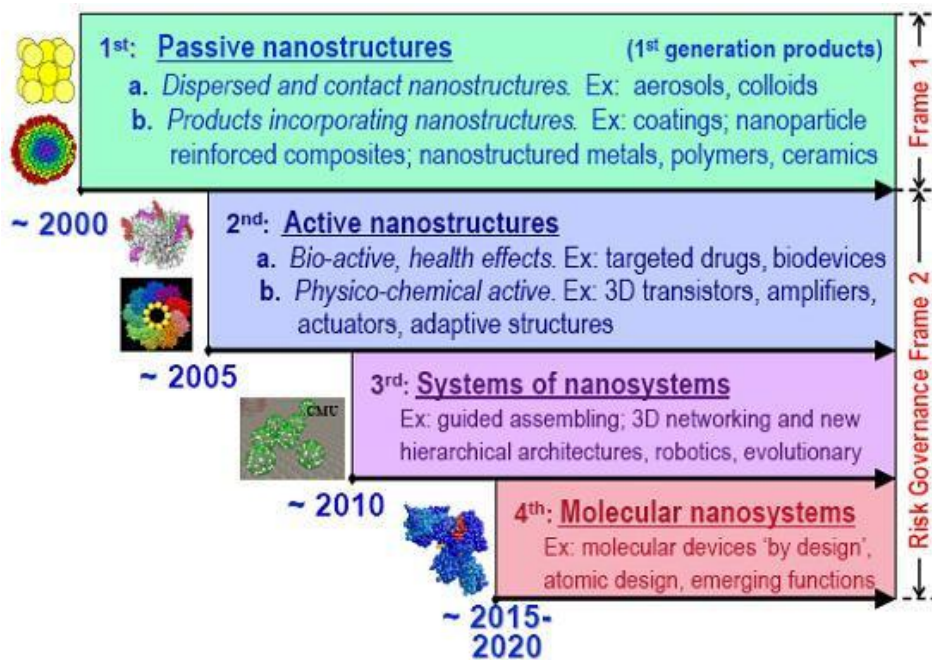 1st: Passive nanostructures (1st generation products)
a. Dispersed and contact nanostructures. Ex: aerosols, colloids
b. Products incorporating nanostructures. Ex: coatings; nanoparticle
reinforced composites; nanostructured metals, polymers, ceramics
~ 2000
2nd: Active nanostructures
a. Bio-active, health effects. Ex: targeted drugs, biodevices
b. Physico-chemical active. Ex: 3D transistors, amplifiers,
actuators, adaptive structures
~ 2005
CMU
3rd: Systems of nanosystems
Ex: guided assembling; 3D networking and new
hierarchical architectures, robotics, evolutionary
~ 2010
4th: Molecular nanosystems
Ex: molecular devices ‘by design’,
atomic design, emerging functions
~ 2015-
2020
Frame 1
Risk Governance Frame 2